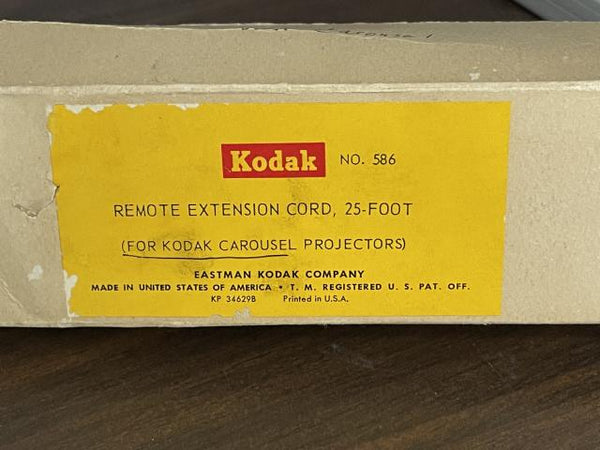 Carousel
Kodak NO. 586
REMOTE EXTENSION CORD, 25-FOOT
(FOR KODAK CAROUSEL PROJECTORS)
EASTMAN KODAK COMPANY
MADE IN UNITED STATES OF AMERICA • T. M. REGISTERED U. S. PAT. OFF.
KP 34629B Printed in U.S.A.